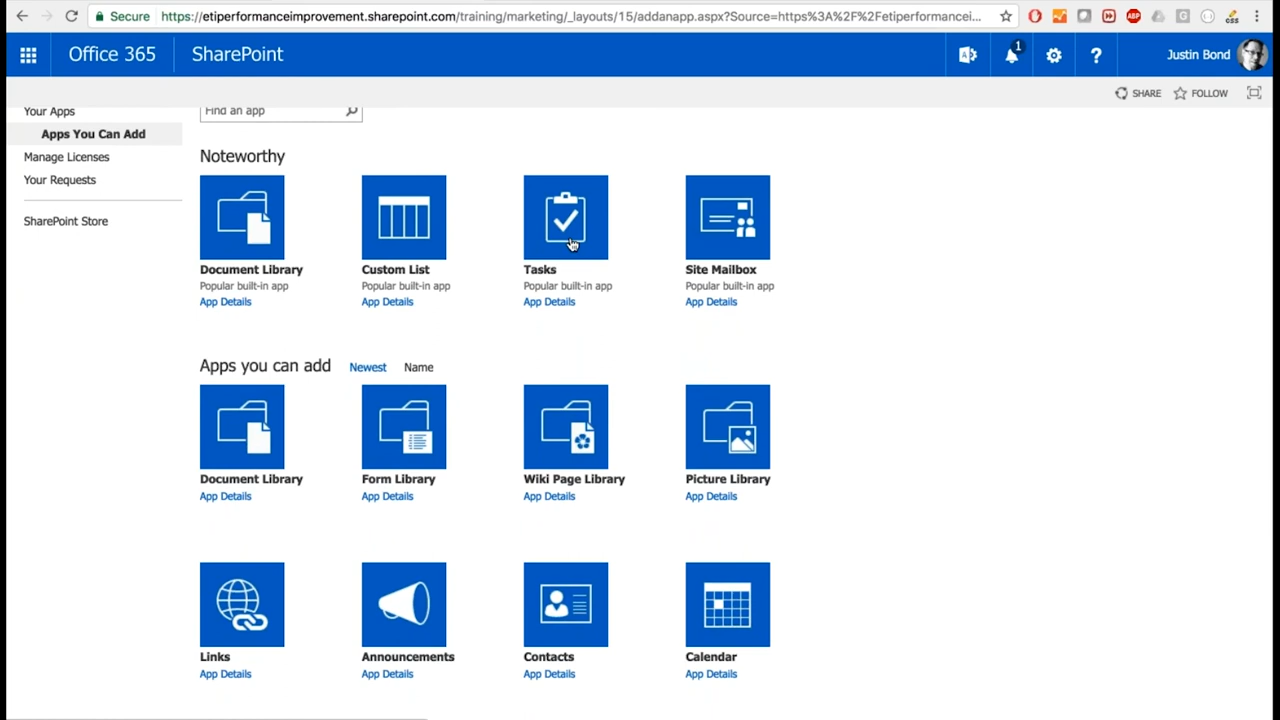 Secure
https://etiperformanceimprovement.sharepoint.com/training/marketing/_layouts/15/addanapp.aspx?Source=https%3A%2F%2Fetiperformancei...
ABP
css
Office 365
SharePoint
1
?
Justin Bond
SHARE
FOLLOW
Your Apps
Apps You Can Add
Manage Licenses
Your Requests
SharePoint Store
Find an app
Noteworthy
Document Library
Popular built-in app
App Details
Custom List
Popular built-in app
App Details
Tasks
Popular built-in app
App Details
Site Mailbox
Popular built-in app
App Details
Apps you can add
Newest
Name
Document Library
App Details
Form Library
App Details
Wiki Page Library
App Details
Picture Library
App Details
Links
App Details
Announcements
App Details
Contacts
App Details
Calendar
App Details